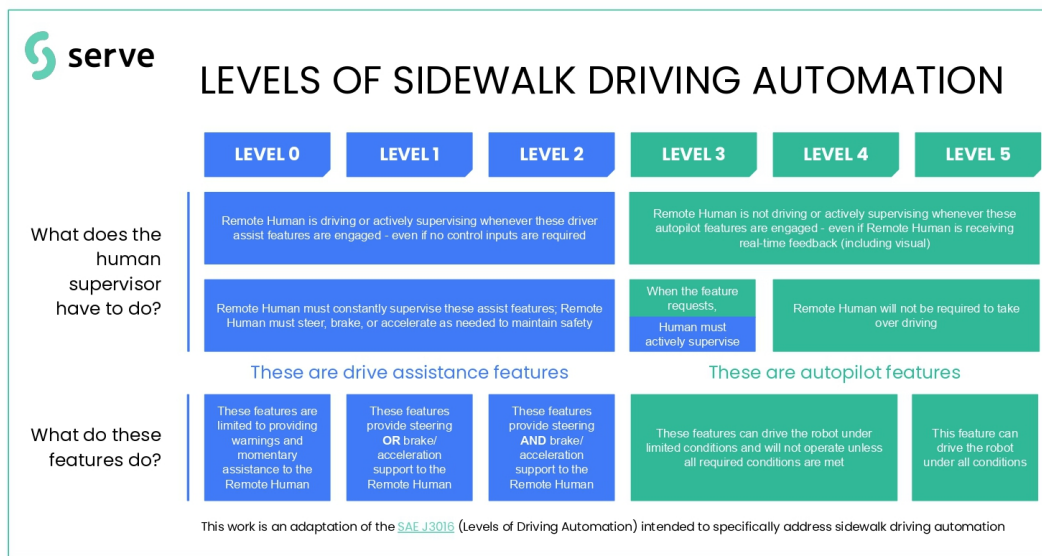 serve
LEVELS OF SIDEWALK DRIVING AUTOMATION
LEVEL 0
LEVEL 1
LEVEL 2
LEVEL 3
LEVEL 4
LEVEL 5
What does the
human
supervisor
have to do?
Remote Human is driving or actively supervising whenever these driver
assist features are engaged - even if no control inputs are required
Remote Human is not driving or actively supervising whenever these
autopilot features are engaged - even if Remote Human is receiving
real-time feedback (including visual)
Remote Human must constantly supervise these assist features; Remote
Human must steer, brake, or accelerate as needed to maintain safety
When the feature
requests,
Human must
actively supervise
Remote Human will not be required to take
over driving
These are drive assistance features
These are autopilot features
What do these
features do?
These features are
limited to providing
warnings and
momentary
assistance to the
Remote Human
These features
provide steering
OR brake/
acceleration
support to the
Remote Human
These features
provide steering
AND brake/
acceleration
support to the
Remote Human
These features can drive the robot under
limited conditions and will not operate unless
all required conditions are met
This feature can
drive the robot
under all conditions
This work is an adaptation of the SAE J3016 (Levels of Driving Automation) intended to specifically address sidewalk driving automation